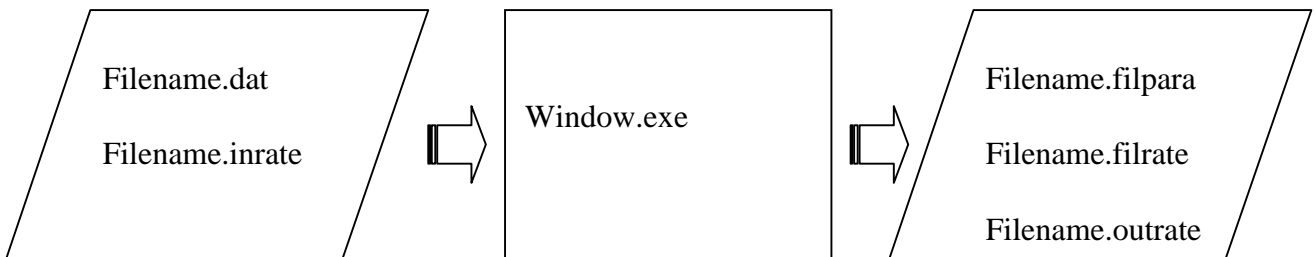 Filename.dat
Filename.inrate
Window.exe
Filename.filpara
Filename.filrate
Filename.outrate